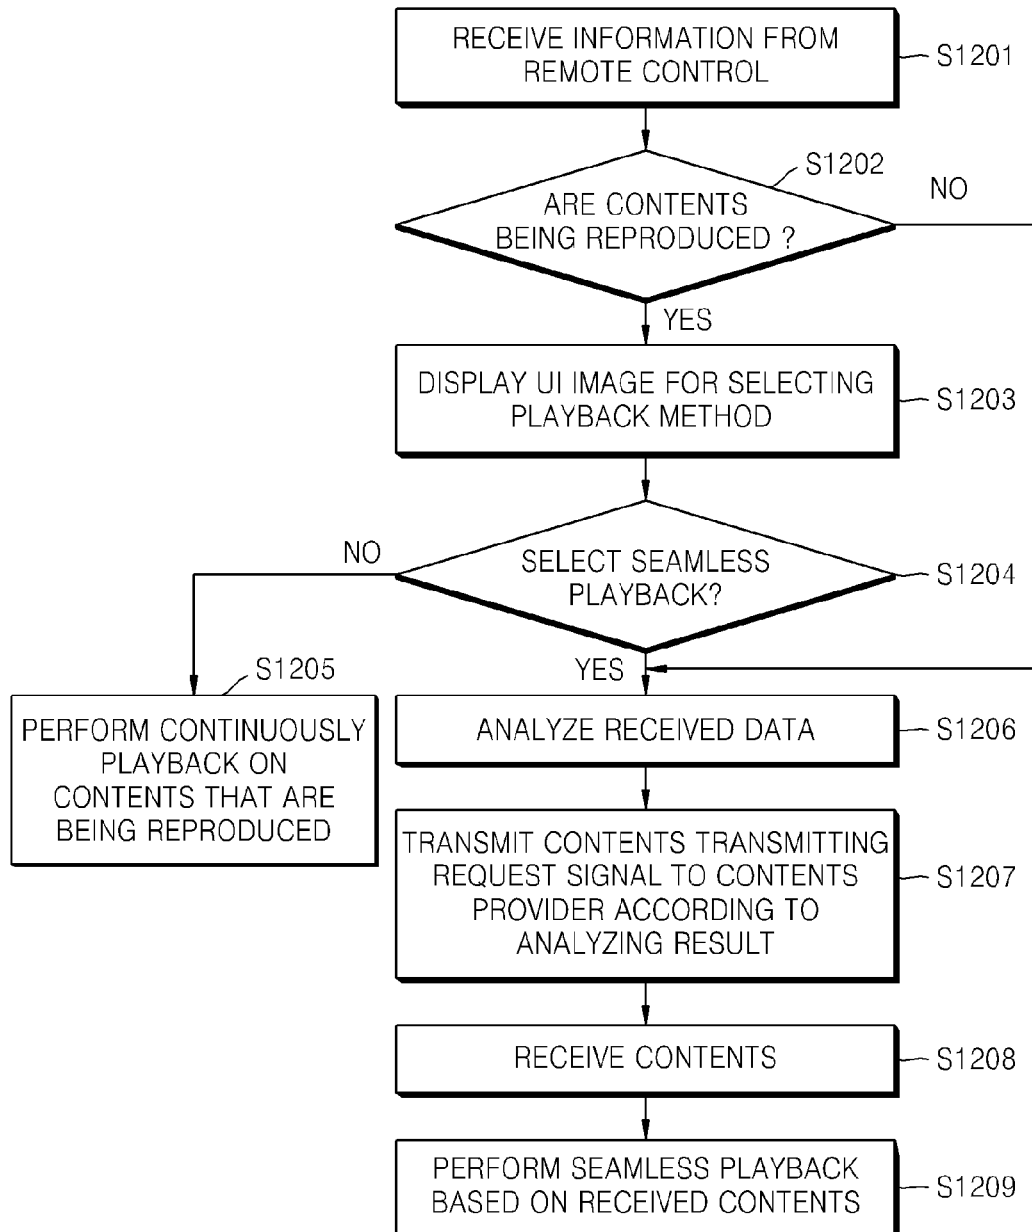 RECEIVE INFORMATION FROM
REMOTE CONTROL
S1201
S1202
ARE CONTENTS
BEING REPRODUCED ?
NO
YES
DISPLAY UI IMAGE FOR SELECTING
PLAYBACK METHOD
S1203
NO
SELECT SEAMLESS
PLAYBACK?
S1204
YES
S1205
PERFORM CONTINUOUSLY
PLAYBACK ON
CONTENTS THAT ARE
BEING REPRODUCED
ANALYZE RECEIVED DATA
S1206
TRANSMIT CONTENTS TRANSMITTING
REQUEST SIGNAL TO CONTENTS
PROVIDER ACCORDING TO
ANALYZING RESULT
S1207
RECEIVE CONTENTS
S1208
PERFORM SEAMLESS PLAYBACK
BASED ON RECEIVED CONTENTS
S1209